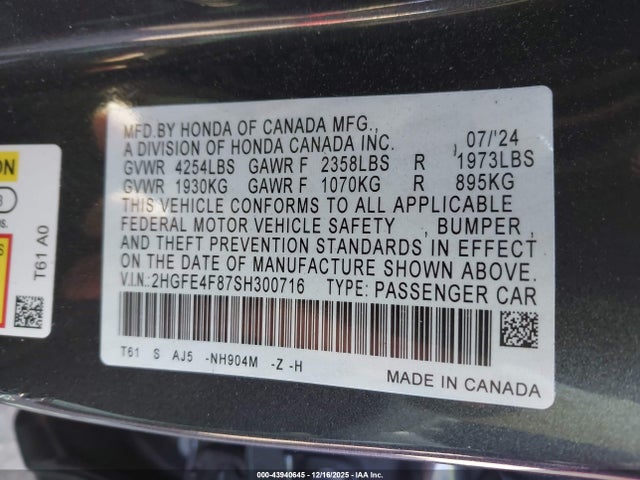 MFD.BY HONDA OF CANADA MFG.,
A DIVISION OF HONDA CANADA INC. 07/'24
GVWR 4254LBS GAWR F 2358LBS R 1973LBS
GVWR 1930KG GAWR F 1070KG R 895KG
THIS VEHICLE CONFORMS TO ALL APPLICABLE
FEDERAL MOTOR VEHICLE SAFETY , BUMPER ,
AND THEFT PREVENTION STANDARDS IN EFFECT
ON THE DATE OF MANUFACTURE SHOWN ABOVE.
V.I.N.: 2HGFE4F87SH300716 TYPE: PASSENGER CAR
T61 S AJ5 -NH904M -Z -H
MADE IN CANADA
T61 A0
000-43940645 - 12/16/2025 - IAA Inc.